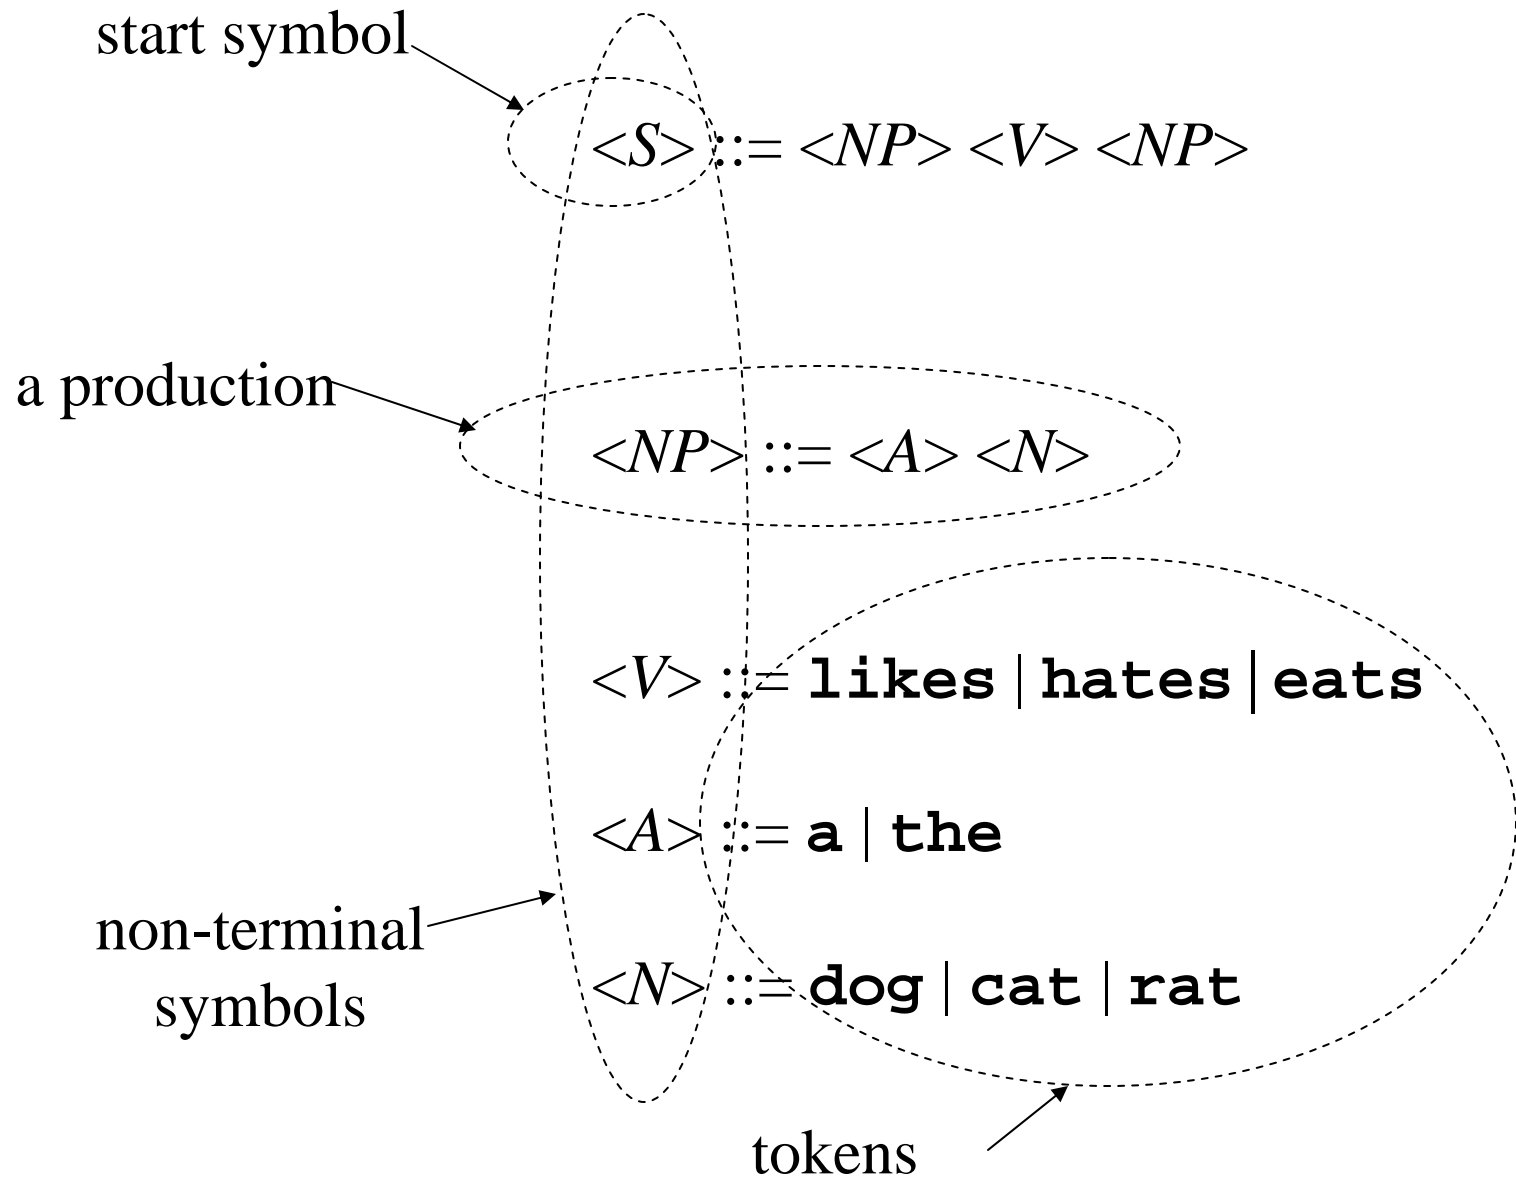 start symbol
<S> ::= <NP> <V> <NP>
a production
<NP> ::= <A> <N>
<V> ::= likes | hates | eats
<A> ::= a | the
non-terminal
symbols
<N> ::= dog | cat | rat
tokens